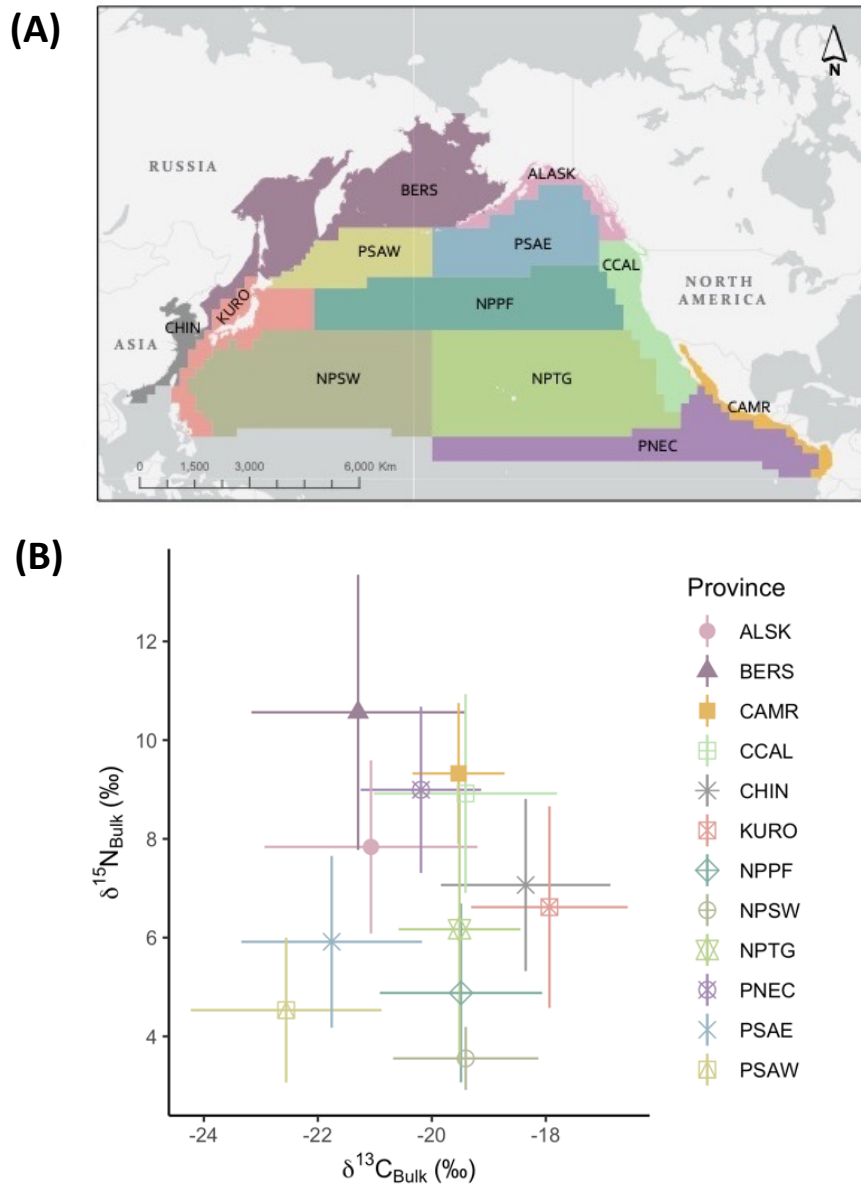 (A)
N
RUSSIA
BERS
ALASK
PSAW
PSAE
CCAL
NORTH
AMERICA
KURO
NPPF
CHIN
ASIA
NPSW
NPTG
CAMR
PNEC
0 1,500 3,000 6,000 Km
(B)
Province
ALSK
BERS
CAMR
CCAL
CHIN
KURO
NPPF
NPSW
NPTG
PNEC
PSAE
PSAW
12
10
8
6
4
δ15NBulk (‰)
-24 -22 -20 -18
δ13CBulk (‰)